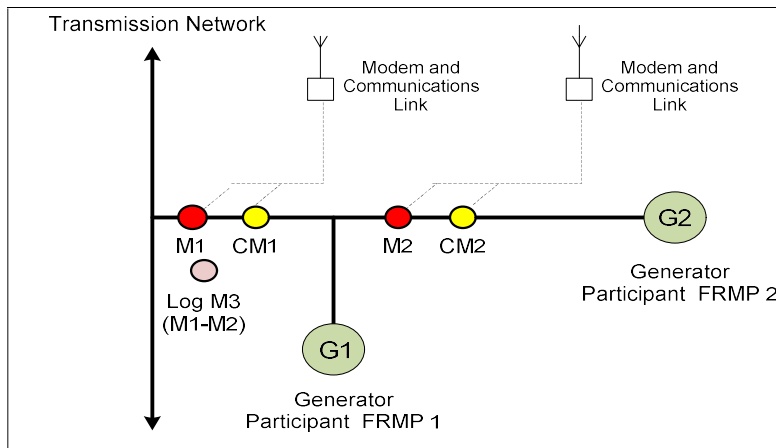 Transmission Network
Modem and
Communications
Link
Modem and
Communications
Link
M1
CM1
M2
CM2
G2
Log M3
(M1-M2)
Generator
Participant FRMP 2
G1
Generator
Participant FRMP 1